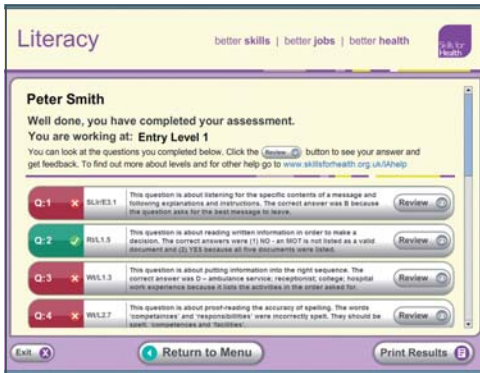 Literacy
better skills | better jobs | better health
Skills for
Health
Peter Smith
Well done, you have completed your assessment.
You are working at: Entry Level 1
You can look at the questions you completed below. Click the Review button to see your answer and
get feedback. To find out more about levels and for other help go to www.skillsforhealth.org.uk/IAhelp
Q:1 SLlr/E3.1 This question is about listening for the specific contents of a message and
following explanations and instructions. The correct answer was B because
the question asks for the best message to leave.
Review
Q:2 Rt/L1.5 This question is about reading written information in order to make a
decision. The correct answers were (1) NO - an MOT is not listed as a valid
document and (2) YES because all five documents were listed.
Review
Q:3 Wt/L1.3 This question is about putting information into the right sequence. The
correct answer was D – ambulance service; receptionist; college; hospital
work experience because it lists the activities in the order asked for.
Review
Q:4 Ww/L2.7 This question is about proof-reading the accuracy of spelling. The words
'competainces' and 'responsibilities' were incorrectly spelt. They should be
spelt: 'competences and 'facilities'.
Review
Exit
Return to Menu
Print Results